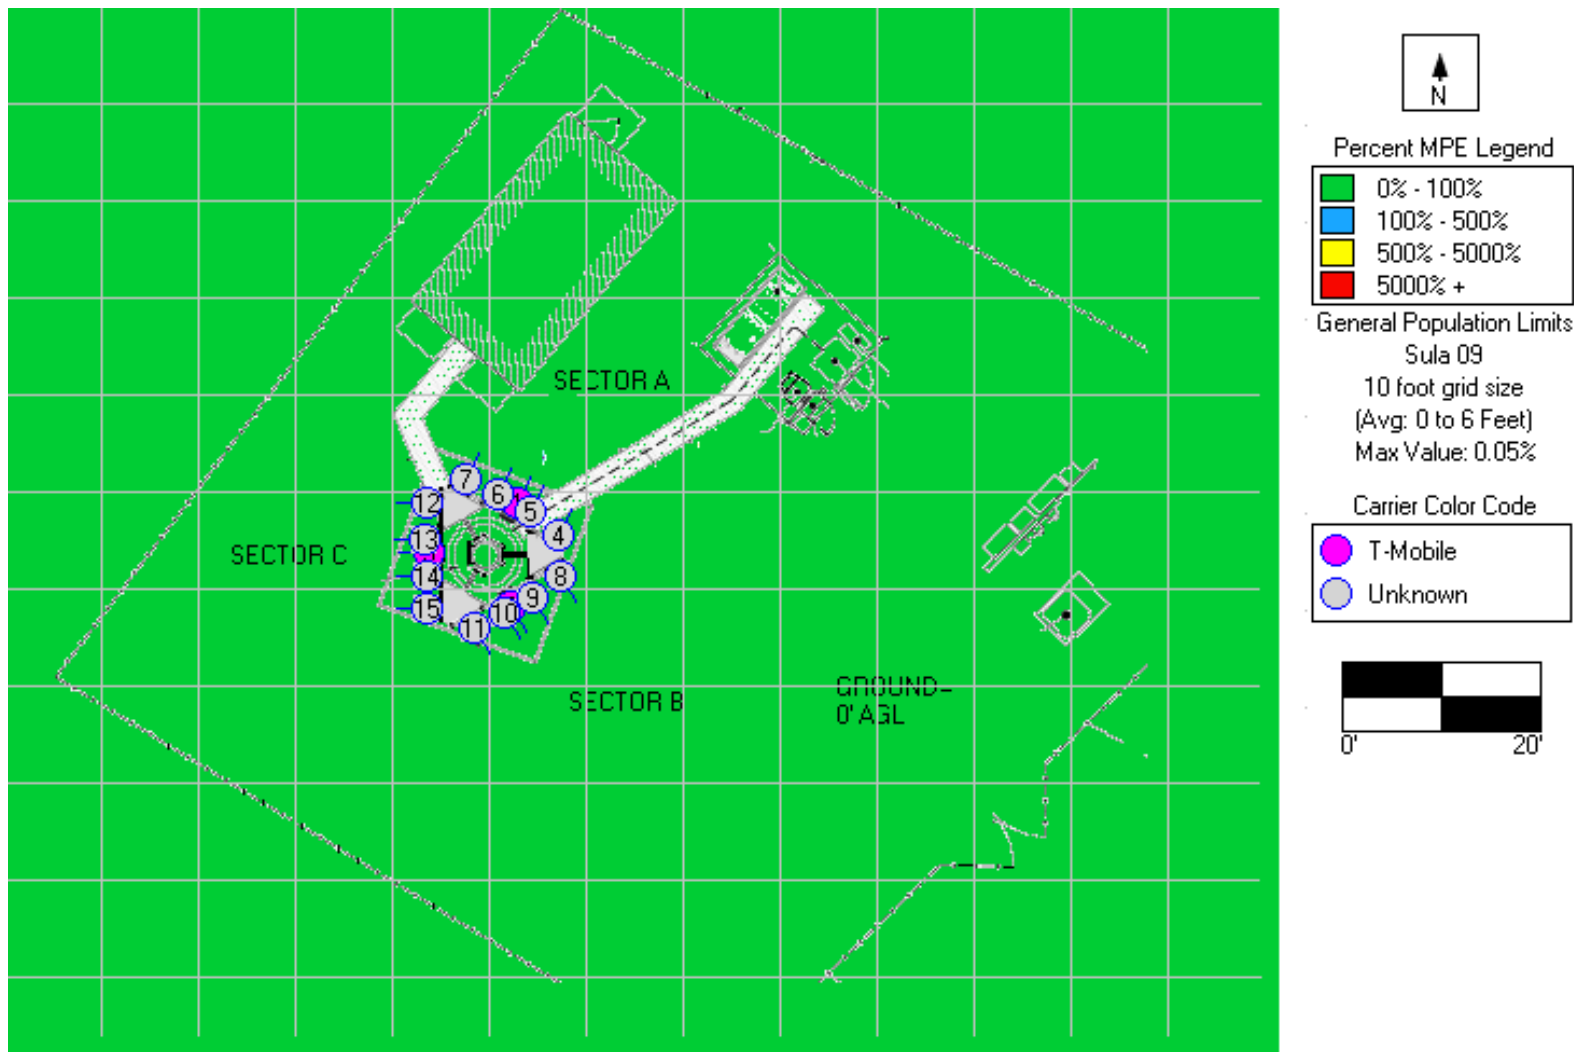 N
Percent MPE Legend
0% - 100%
100% - 500%
500% - 5000%
5000% +
General Population Limits
Sula 09
10 foot grid size
(Avg: 0 to 6 Feet)
Max Value: 0.05%
Carrier Color Code
T-Mobile
Unknown
0' 20'
SECTOR A
7
6
12
5
4
13
SECTOR C
14
8
9
15
10
11
SECTOR B
GROUND-
0' AGL